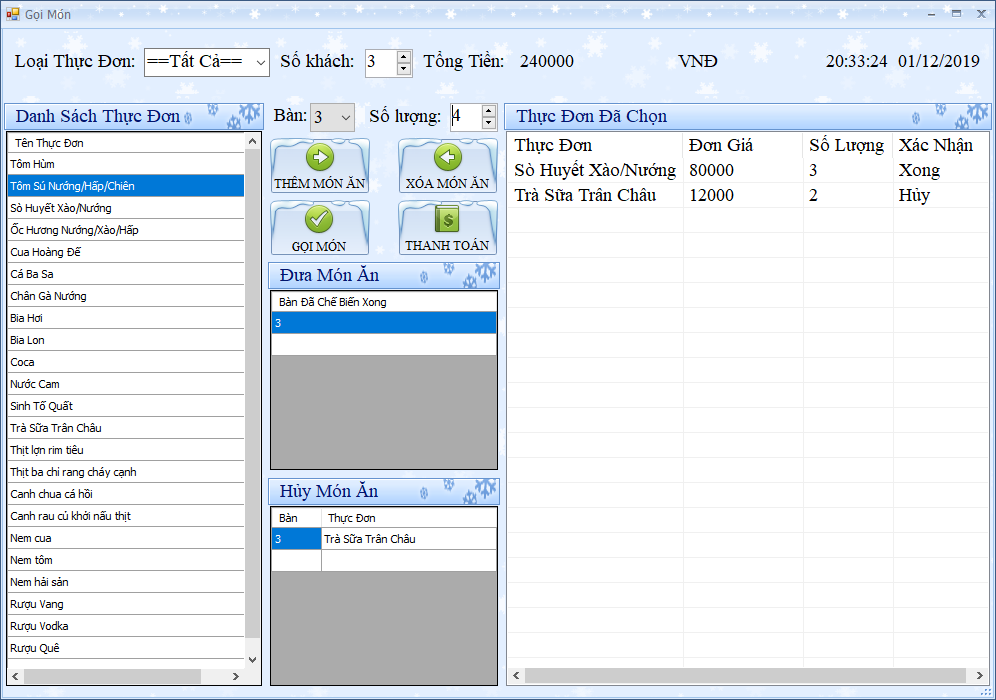 Gọi Món
Loại Thực Đơn: ==Tất Cả== Số khách: 3 Tổng Tiền: 240000 VNĐ 20:33:24 01/12/2019
Danh Sách Thực Đơn
Tên Thực Đơn
Tôm Hùm
Tôm Sú Nướng/Hấp/Chiên
Sò Huyết Xào/Nướng
Ốc Hương Nướng/Xào/Hấp
Cua Hoàng Đế
Cá Ba Sa
Chân Gà Nướng
Bia Hơi
Bia Lon
Coca
Nước Cam
Sinh Tố Quất
Trà Sữa Trân Châu
Thịt lợn rim tiêu
Thịt ba chỉ rang cháy cạnh
Canh chua cá hồi
Canh rau củ khởi nấu thịt
Nem cua
Nem tôm
Nem hải sản
Rượu Vang
Rượu Vodka
Rượu Quê
Bàn: 3 Số lượng: 4
THÊM MÓN ĂN XÓA MÓN ĂN
GỌI MÓN THANH TOÁN
Đưa Món Ăn
Bàn Đã Chế Biến Xong
3
Hủy Món Ăn
Bàn Thực Đơn
3 Trà Sữa Trân Châu
Thực Đơn Đã Chọn
Thực Đơn Đơn Giá Số Lượng Xác Nhận
Sò Huyết Xào/Nướng 80000 3 Xong
Trà Sữa Trân Châu 12000 2 Hủy